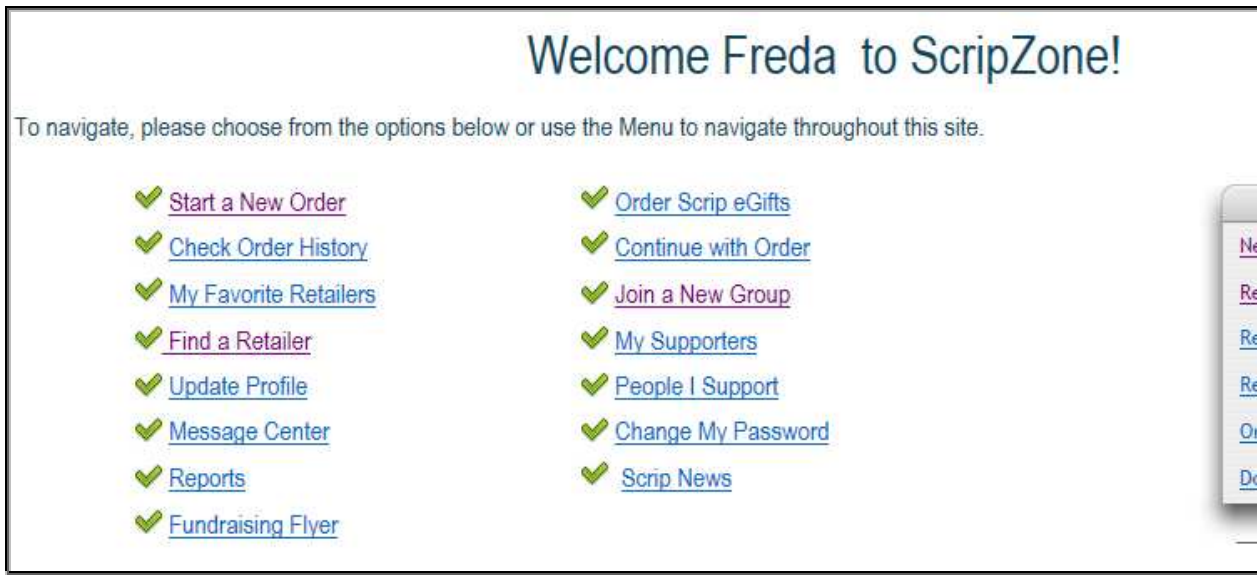 Welcome Freda to ScripZone!
To navigate, please choose from the options below or use the Menu to navigate throughout this site.
Start a New Order
Check Order History
My Favorite Retailers
Find a Retailer
Update Profile
Message Center
Reports
Fundraising Flyer
Order Scrip eGifts
Continue with Order
Join a New Group
My Supporters
People I Support
Change My Password
Scrip News